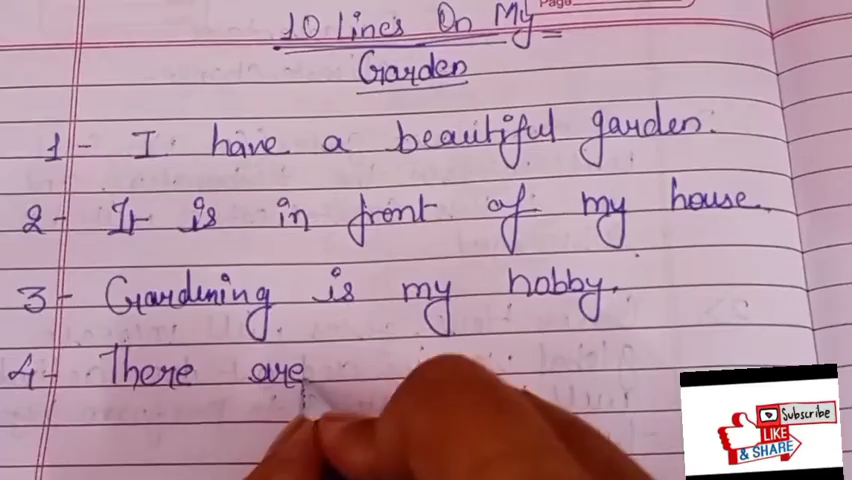 Page
10 Lines On My
Garden
1- I have a beautiful garden.
2- It is in front of my house.
3- Gardening is my hobby.
4- There are
Subscribe
LIKE
& SHARE